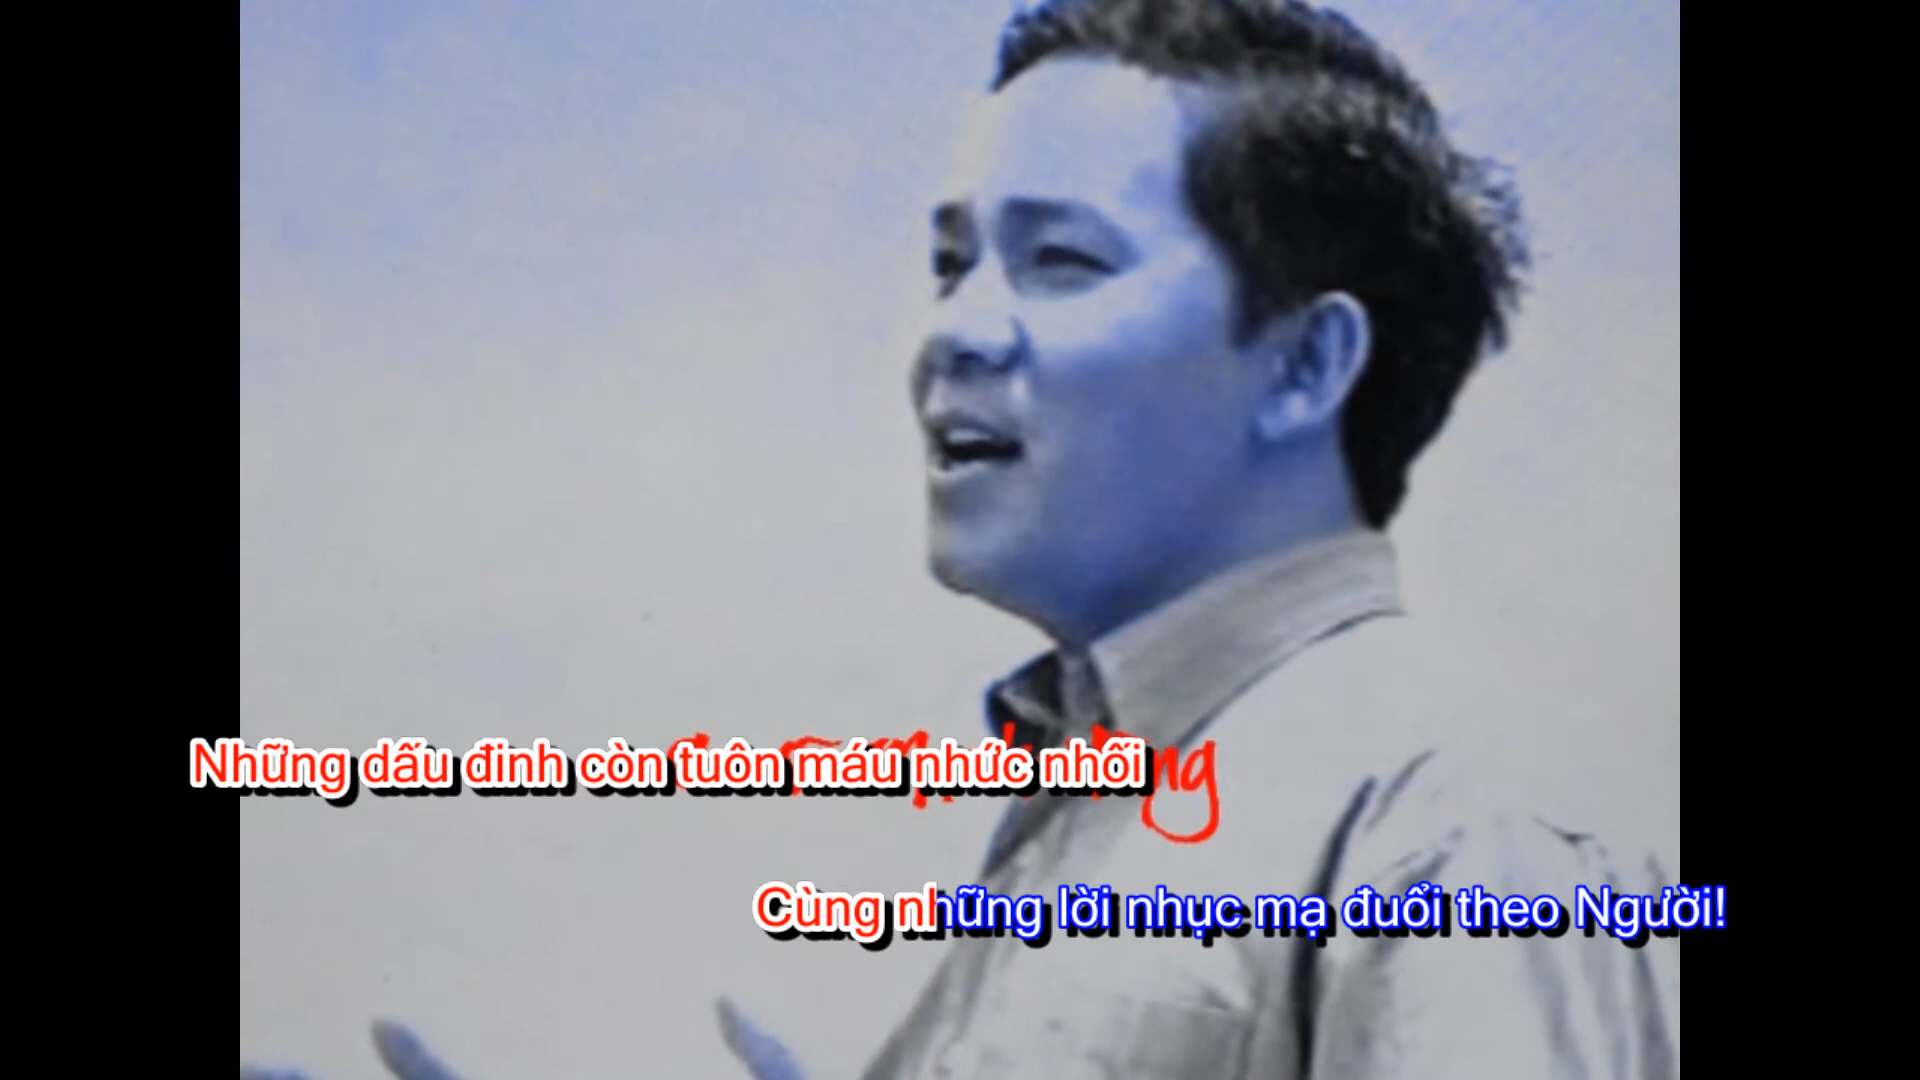 Những dấu đinh còn tuôn máu nhức nhối
Cùng những lời nhục mạ đuổi theo Người!